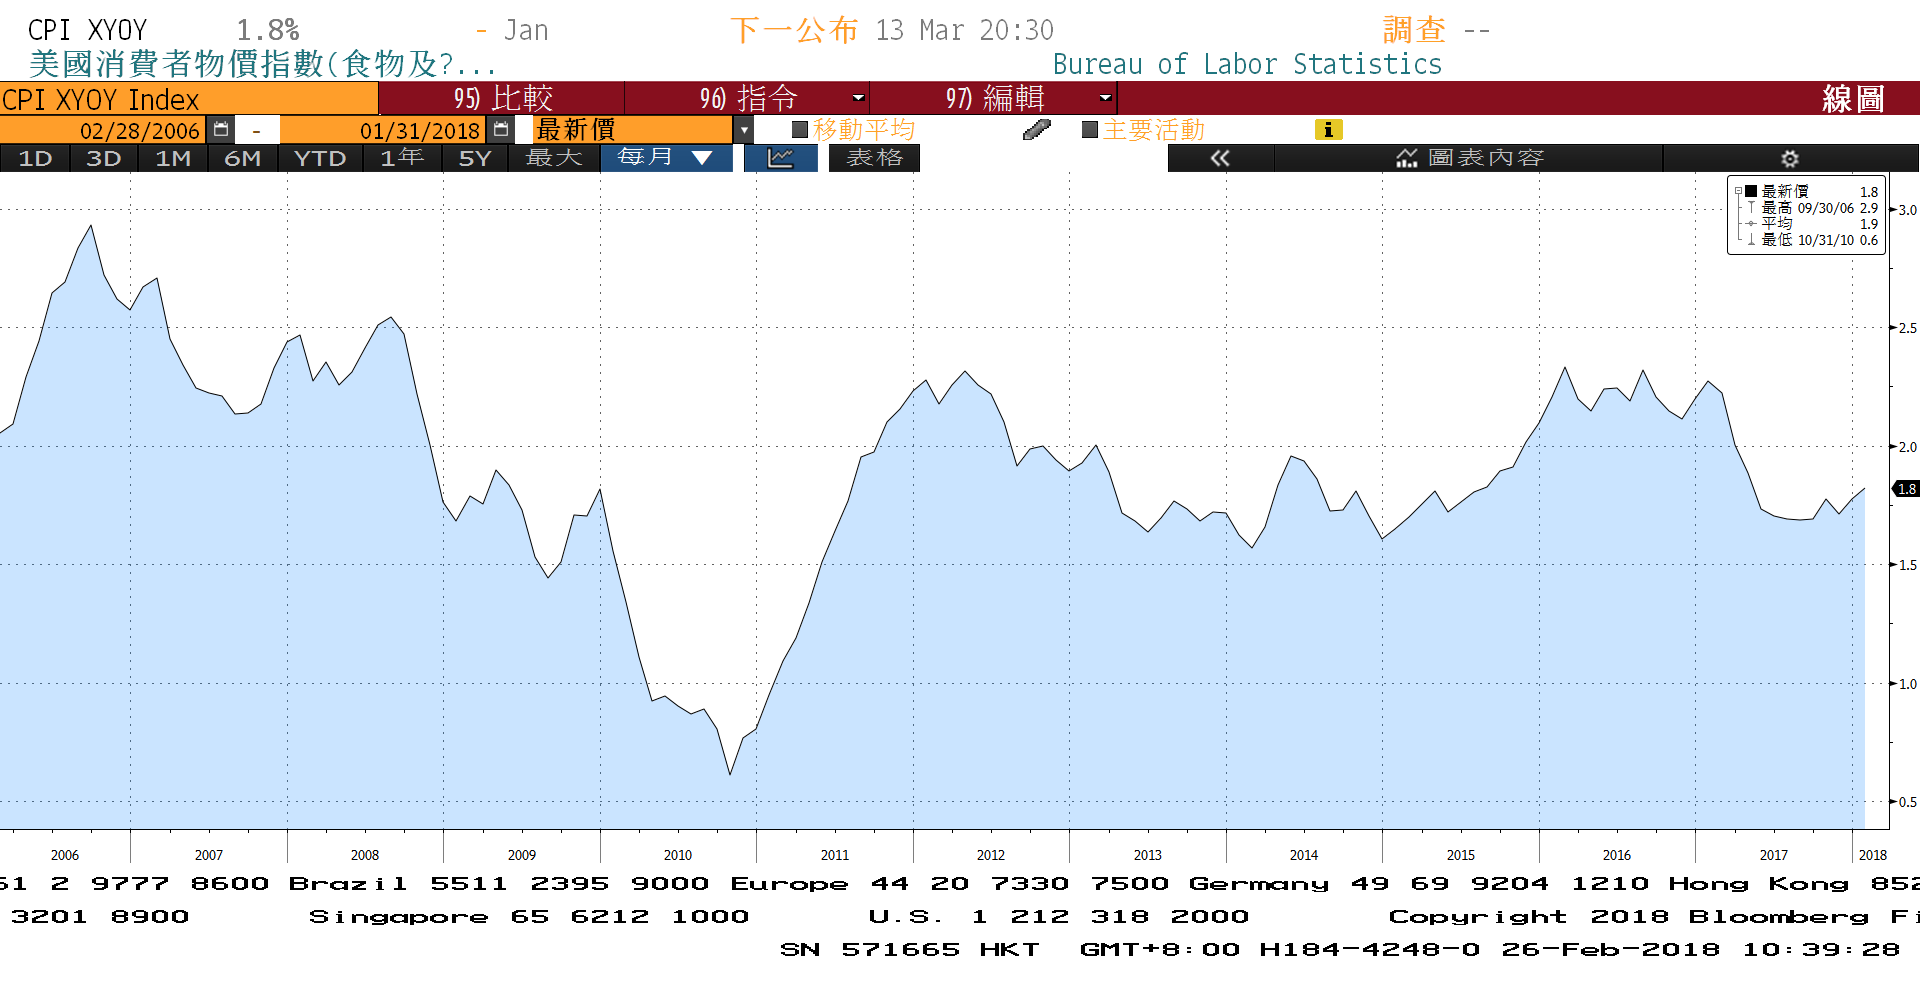 CPI XYOY 1.8% - Jan 下一公布 13 Mar 20:30 調查 --
美國消費者物價指數(食物及?... Bureau of Labor Statistics
CPI XYOY Index 95) 比較 96) 指令 97) 編輯 線圖
02/28/2006 - 01/31/2018 最新價 移動平均 主要活動 i
1D 3D 1M 6M YTD 1年 5Y 最大 每月 ▼ 表格 « 圖表內容
最新價 1.8
最高 09/30/06 2.9
平均 1.9
最低 10/31/10 0.6
3.0
2.5
2.0
1.8
1.5
1.0
0.5
2006 2007 2008 2009 2010 2011 2012 2013 2014 2015 2016 2017 2018
61 2 9777 8600 Brazil 5511 2395 9000 Europe 44 20 7330 7500 Germany 49 69 9204 1210 Hong Kong 852
3201 8900 Singapore 65 6212 1000 U.S. 1 212 318 2000 Copyright 2018 Bloomberg Fi
SN 571665 HKT GMT+8:00 H184-4248-0 26-Feb-2018 10:39:28